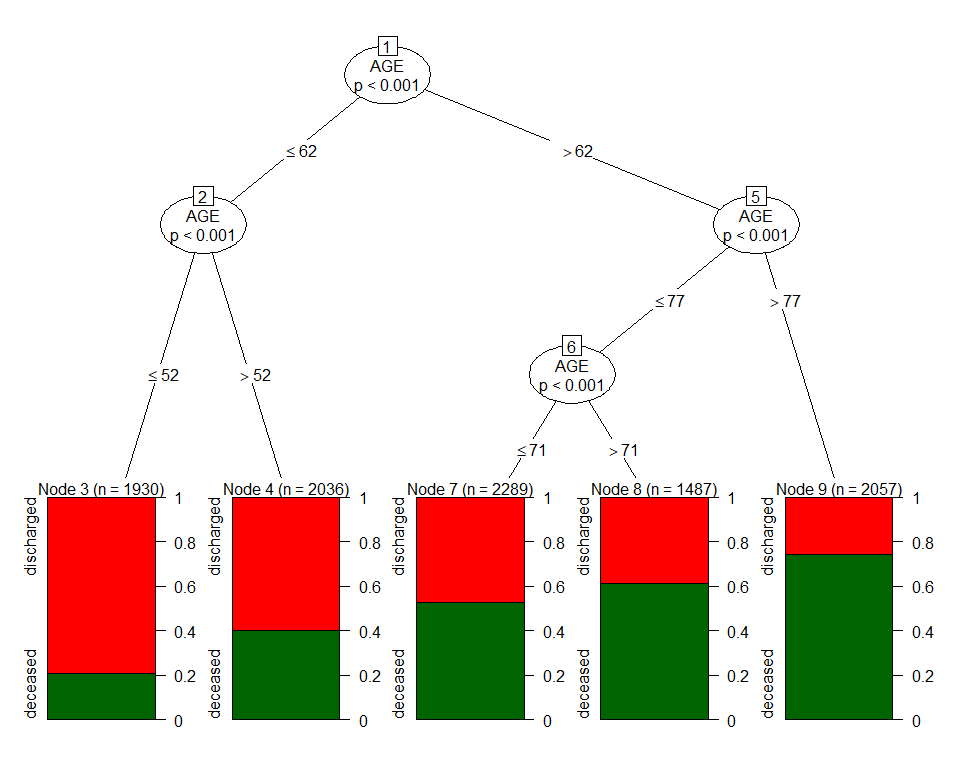 1
AGE
p < 0.001
≤ 62
> 62
2
AGE
p < 0.001
5
AGE
p < 0.001
≤ 77
> 77
6
AGE
p < 0.001
≤ 52
> 52
≤ 71
> 71
Node 3 (n = 1930)
discharged
deceased
1
0.8
0.6
0.4
0.2
0
Node 4 (n = 2036)
discharged
deceased
1
0.8
0.6
0.4
0.2
0
Node 7 (n = 2289)
discharged
deceased
1
0.8
0.6
0.4
0.2
0
Node 8 (n = 1487)
discharged
deceased
1
0.8
0.6
0.4
0.2
0
Node 9 (n = 2057)
discharged
deceased
1
0.8
0.6
0.4
0.2
0